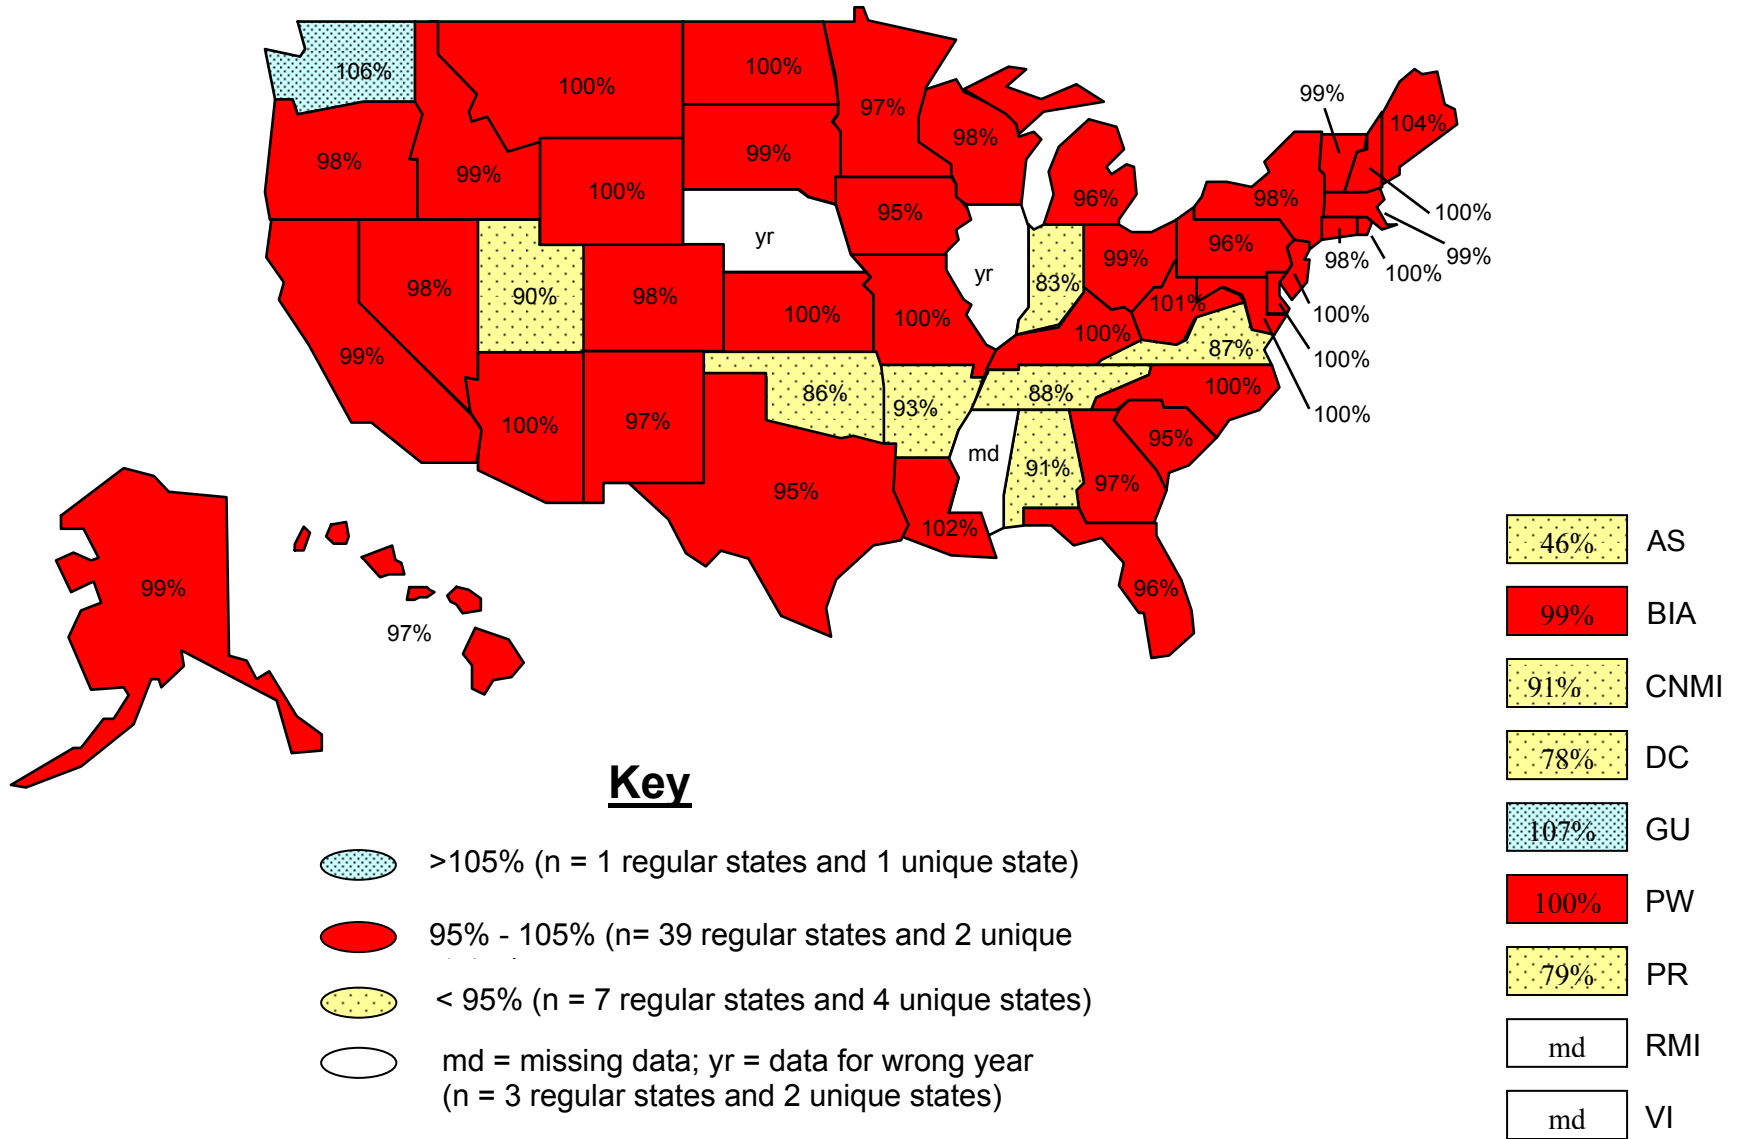 106%
100%
100%
97%
99%
104%
98%
98%
99%
99%
100%
96%
98%
100%
95%
yr
96%
99%
98%
100%
99%
yr
83%
98%
90%
98%
101%
100%
100%
100%
100%
87%
100%
99%
100%
86%
93%
88%
100%
100%
97%
md
95%
91%
97%
95%
102%
96%
99%
97%
46% AS
99% BIA
91% CNMI
78% DC
107% GU
100% PW
79% PR
md RMI
md VI
Key
>105% (n = 1 regular states and 1 unique state)
95% - 105% (n= 39 regular states and 2 unique
< 95% (n = 7 regular states and 4 unique states)
md = missing data; yr = data for wrong year
(n = 3 regular states and 2 unique states)